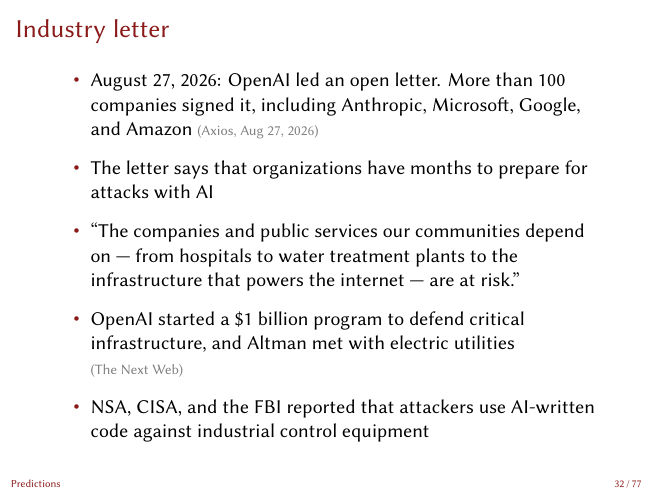 Industry letter
• August 27, 2026: OpenAI led an open letter. More than 100
companies signed it, including Anthropic, Microsoft, Google,
and Amazon (Axios, Aug 27, 2026)
• The letter says that organizations have months to prepare for
attacks with AI
• “The companies and public services our communities depend
on — from hospitals to water treatment plants to the
infrastructure that powers the internet — are at risk.”
• OpenAI started a $1 billion program to defend critical
infrastructure, and Altman met with electric utilities
(The Next Web)
• NSA, CISA, and the FBI reported that attackers use AI-written
code against industrial control equipment
Predictions
32 / 77